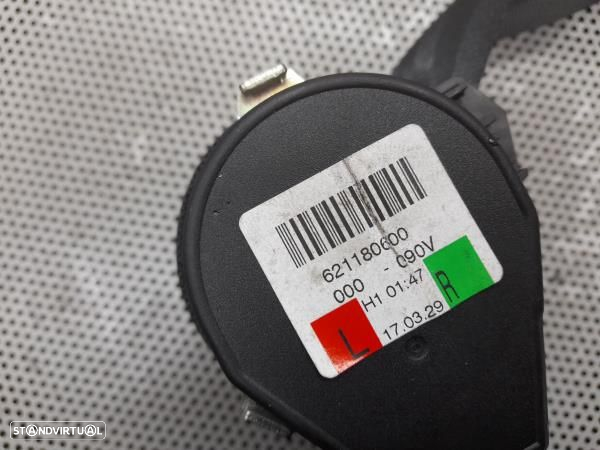 621180600
000 - 090V
H1 01:47
L 17.03.29 R
STANDVIRTUAL